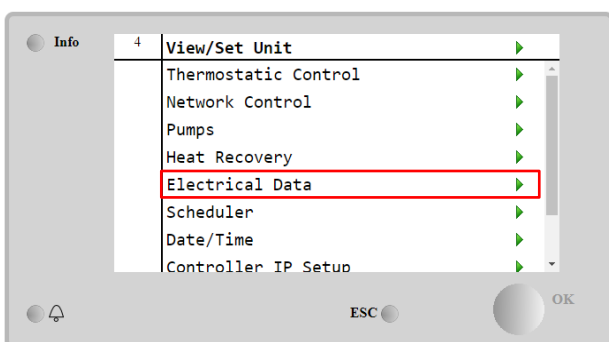 Info
4 View/Set Unit
Thermostatic Control
Network Control
Pumps
Heat Recovery
Electrical Data
Scheduler
Date/Time
Controller IP Setup
ESC
OK